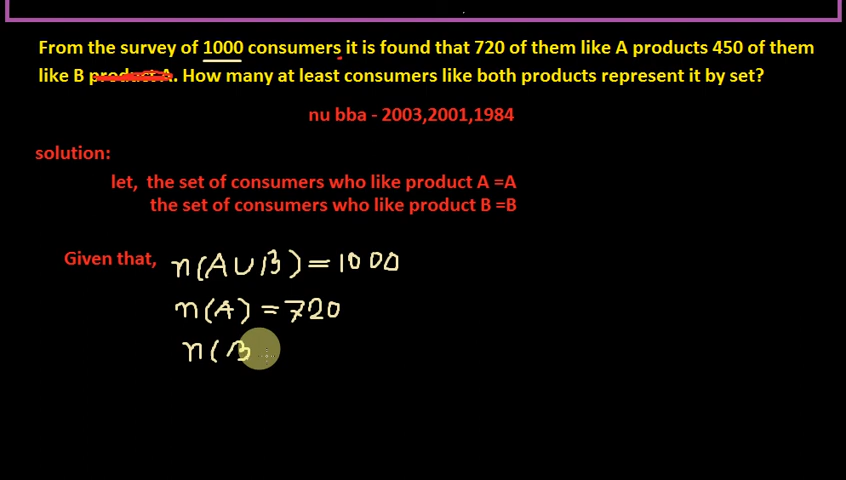 From the survey of 1000 consumers it is found that 720 of them like A products 450 of them
like B product A. How many at least consumers like both products represent it by set?
nu bba - 2003,2001,1984
solution:
let, the set of consumers who like product A =A
the set of consumers who like product B =B
Given that, n(A∪B)=1000
n(A)=720
n(B